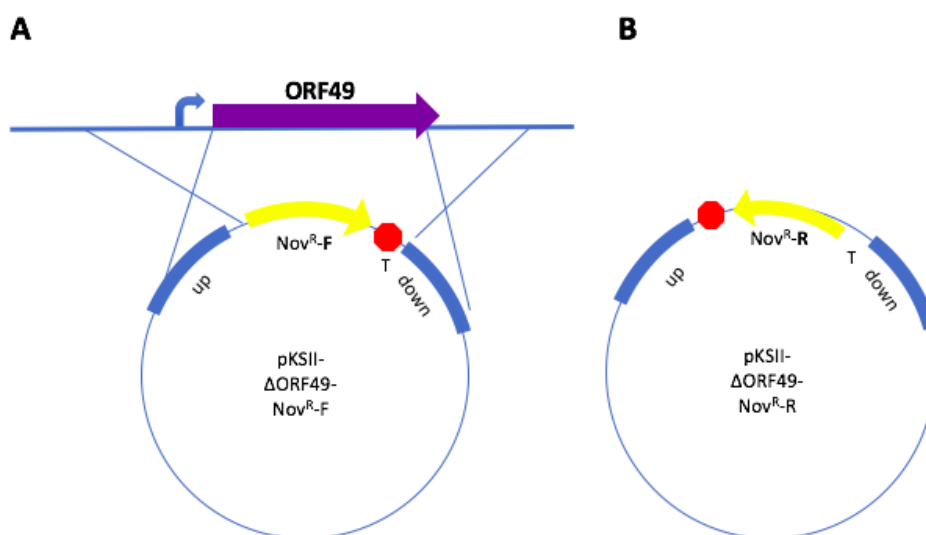 A
B
ORF49
Nov^R-F
T
up
down
pKSII-
ΔORF49-
Nov^R-F
Nov^R-R
T
up
down
pKSII-
ΔORF49-
Nov^R-R